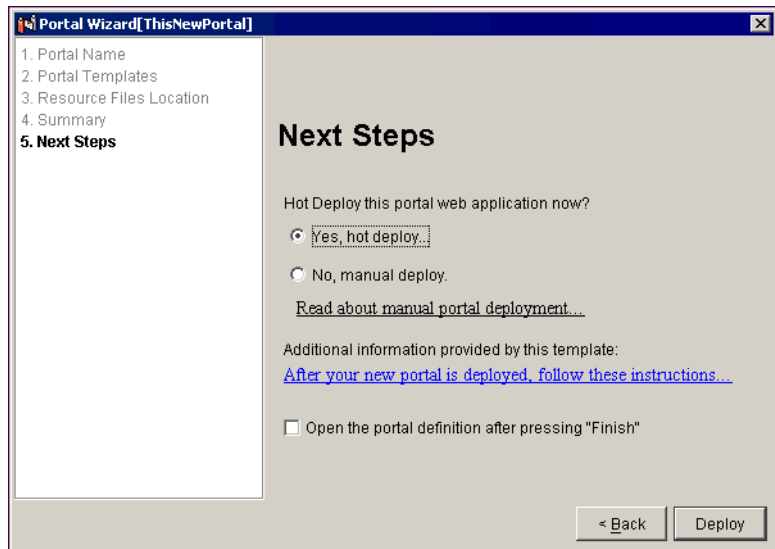 Portal Wizard[ThisNewPortal]
1. Portal Name
2. Portal Templates
3. Resource Files Location
4. Summary
5. Next Steps
Next Steps
Hot Deploy this portal web application now?
Yes, hot deploy...
No, manual deploy.
Read about manual portal deployment...
Additional information provided by this template:
After your new portal is deployed, follow these instructions...
Open the portal definition after pressing "Finish"
< Back
Deploy